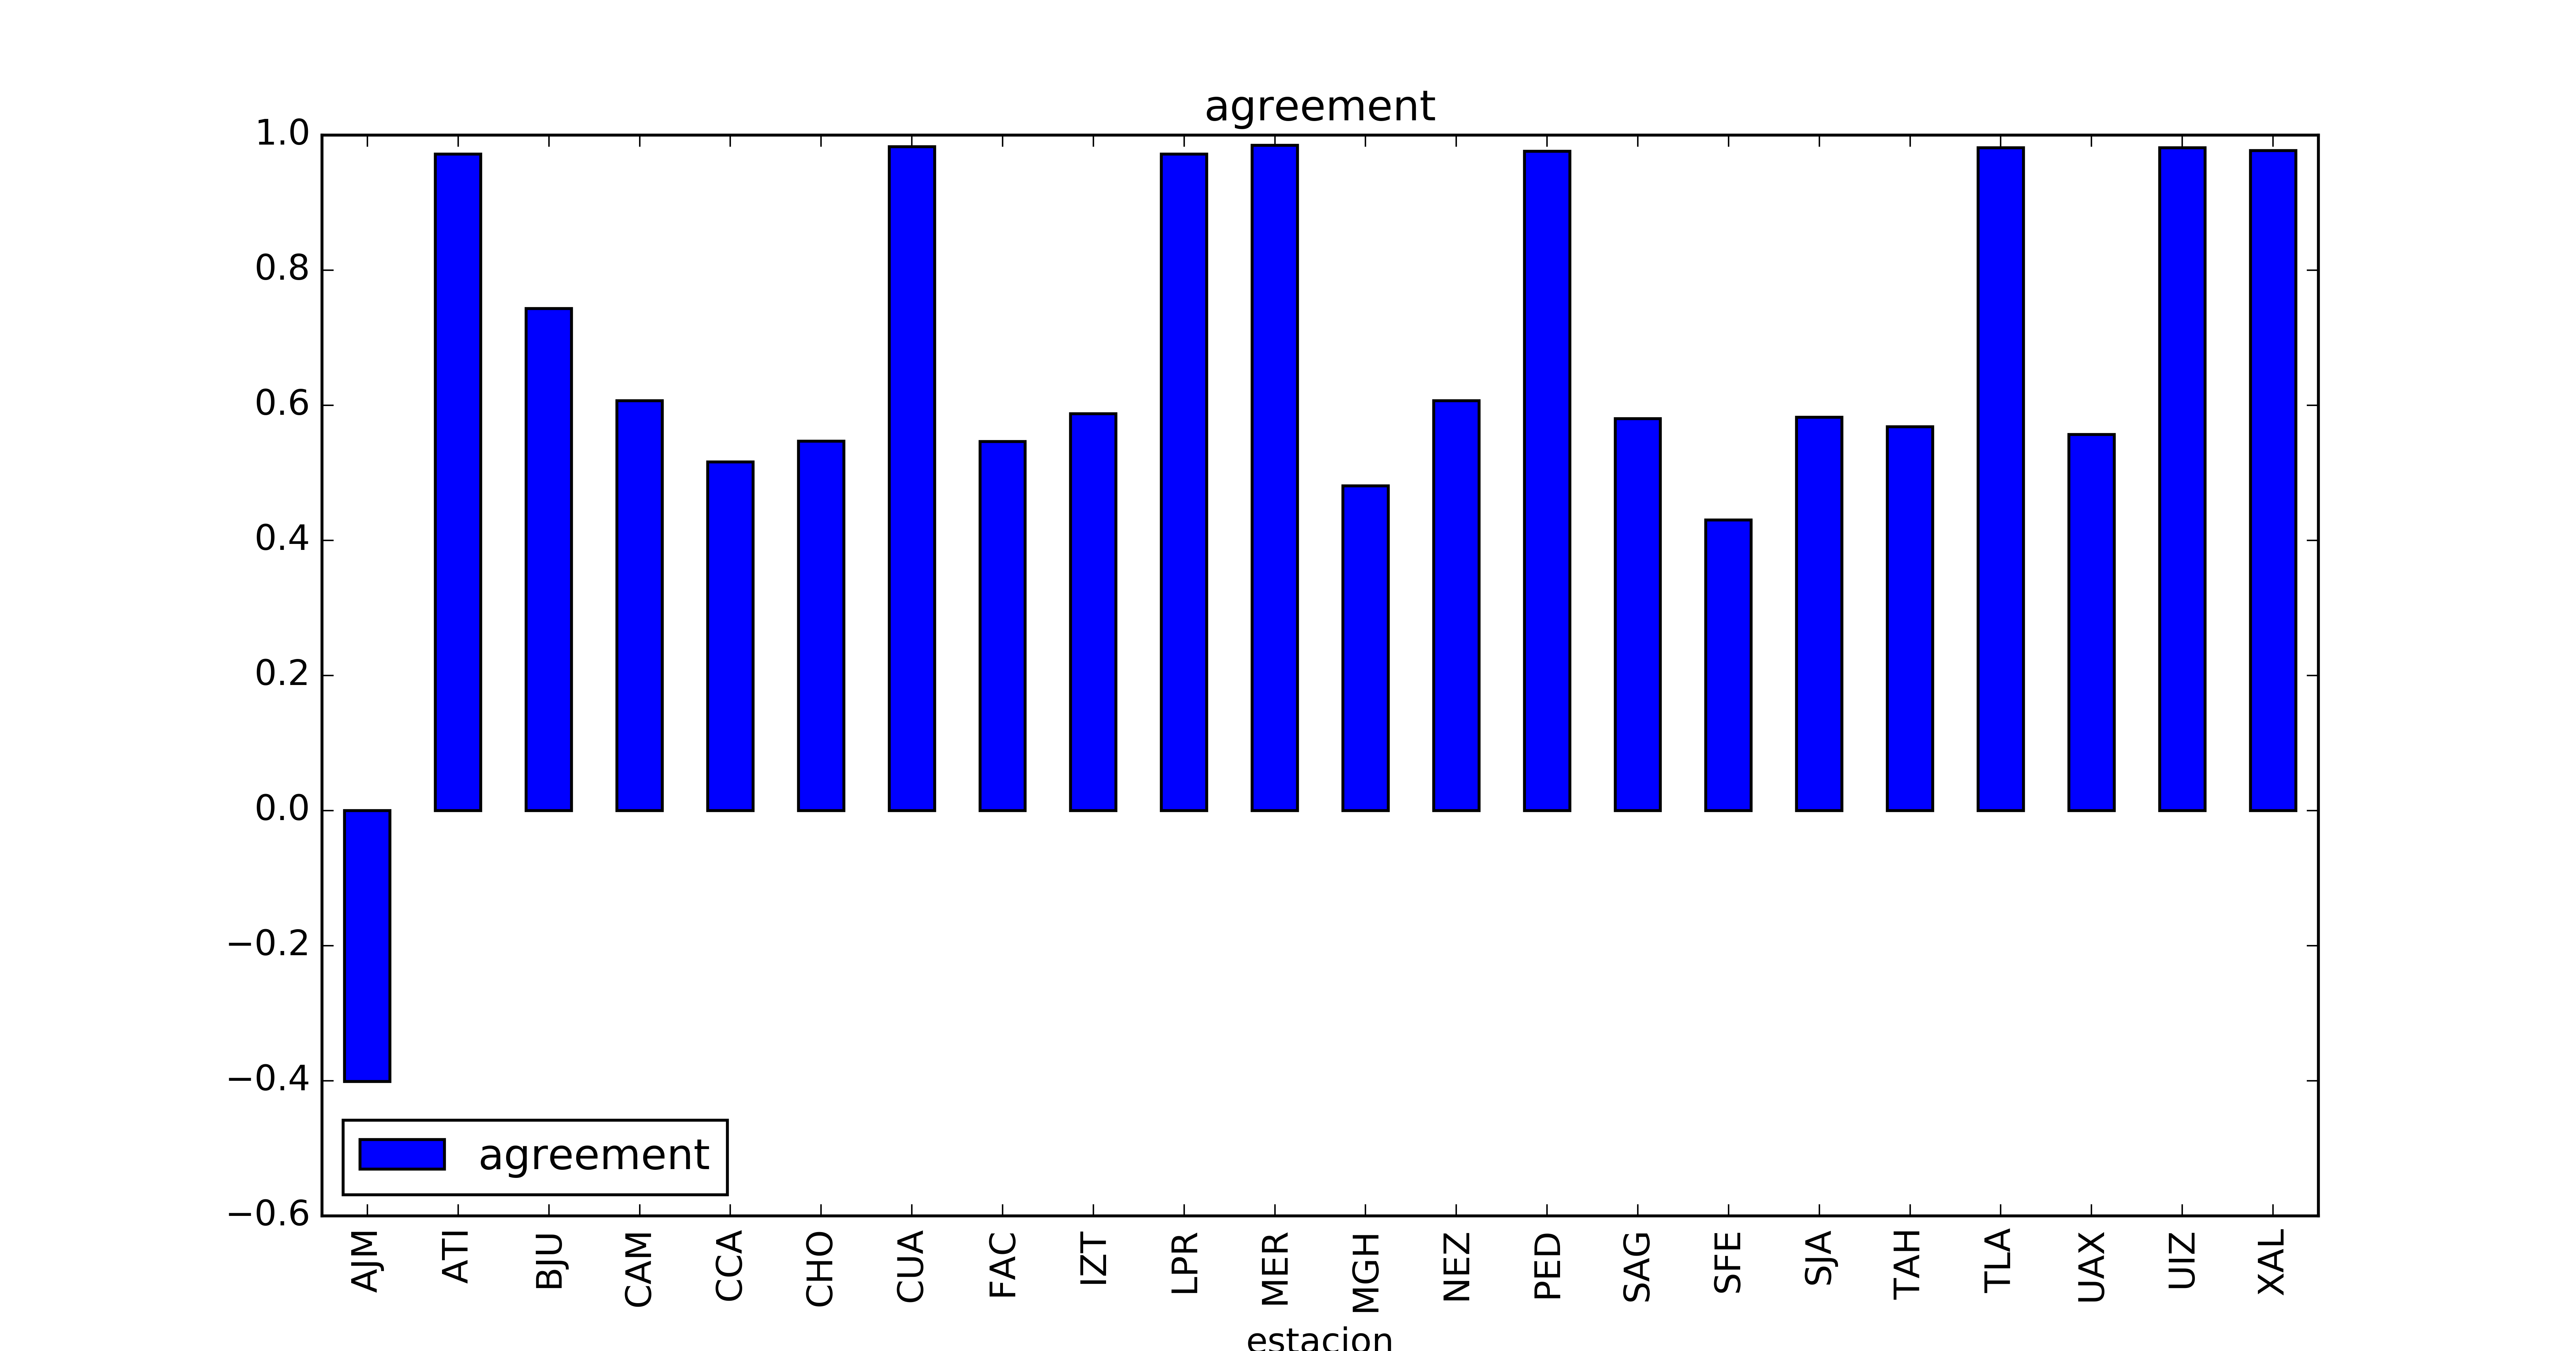 agreement
1.0
0.8
0.6
0.4
0.2
0.0
−0.2
−0.4
−0.6
agreement
AJM ATI BJU CAM CCA CHO CUA FAC IZT LPR MER MGH NEZ PED SAG SFE SJA TAH TLA UAX UIZ XAL
estacion